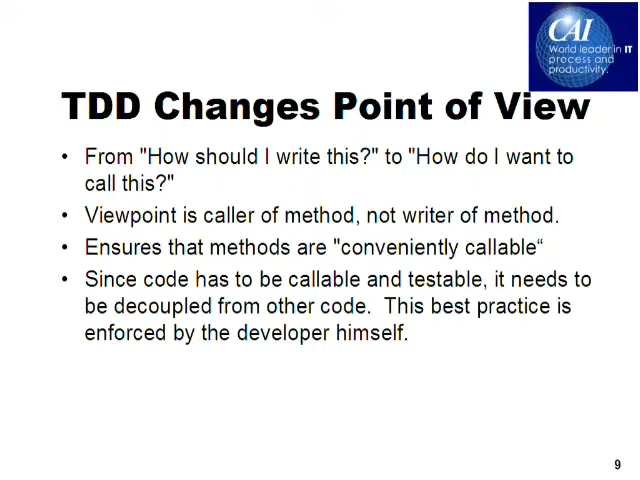 CAI
World leader in IT
process and
productivity.
TDD Changes Point of View
• From "How should I write this?" to "How do I want to
call this?"
• Viewpoint is caller of method, not writer of method.
• Ensures that methods are "conveniently callable“
• Since code has to be callable and testable, it needs to
be decoupled from other code.  This best practice is
enforced by the developer himself.
9